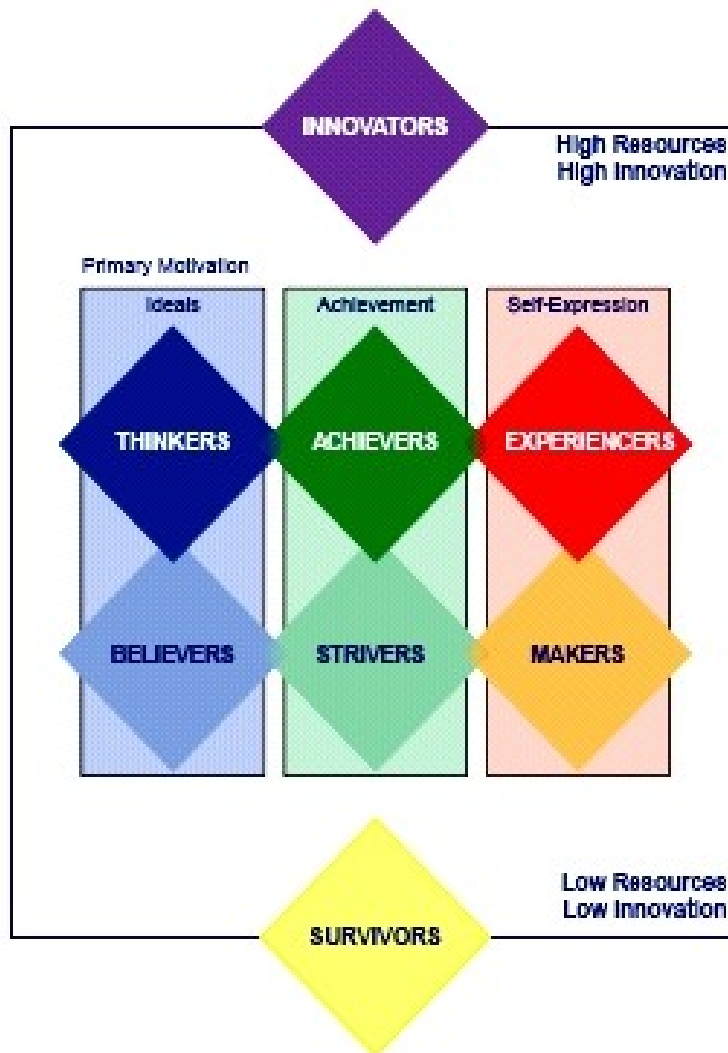 INNOVATORS
High Resources
High Innovation
Primary Motivation
Ideals
Achievement
Self-Expression
THINKERS
ACHIEVERS
EXPERIENCERS
BELIEVERS
STRIVERS
MAKERS
Low Resources
Low Innovation
SURVIVORS